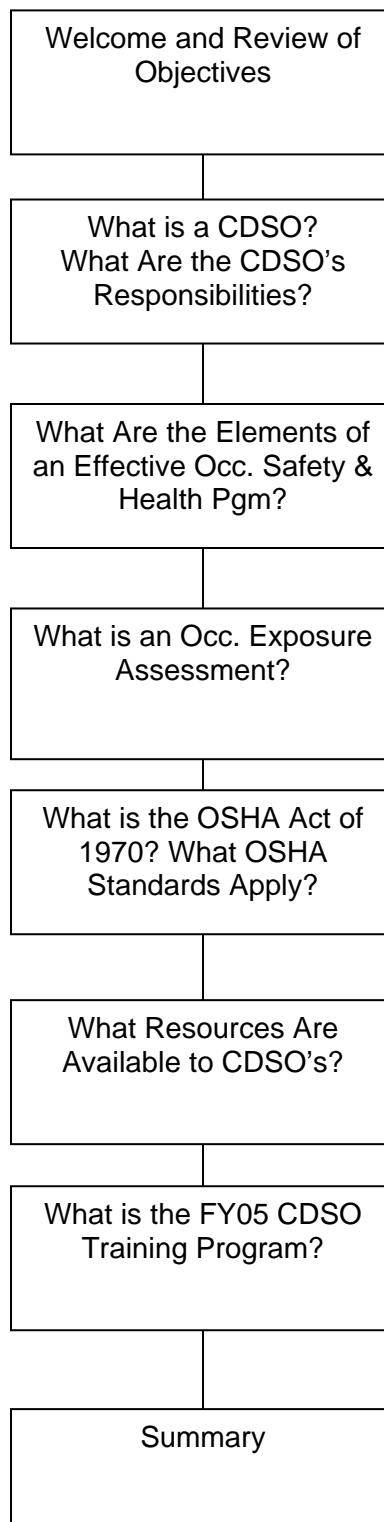 Welcome and Review of
Objectives
What is a CDSO?
What Are the CDSO's
Responsibilities?
What Are the Elements of
an Effective Occ. Safety &
Health Pgm?
What is an Occ. Exposure
Assessment?
What is the OSHA Act of
1970? What OSHA
Standards Apply?
What Resources Are
Available to CDSO's?
What is the FY05 CDSO
Training Program?
Summary